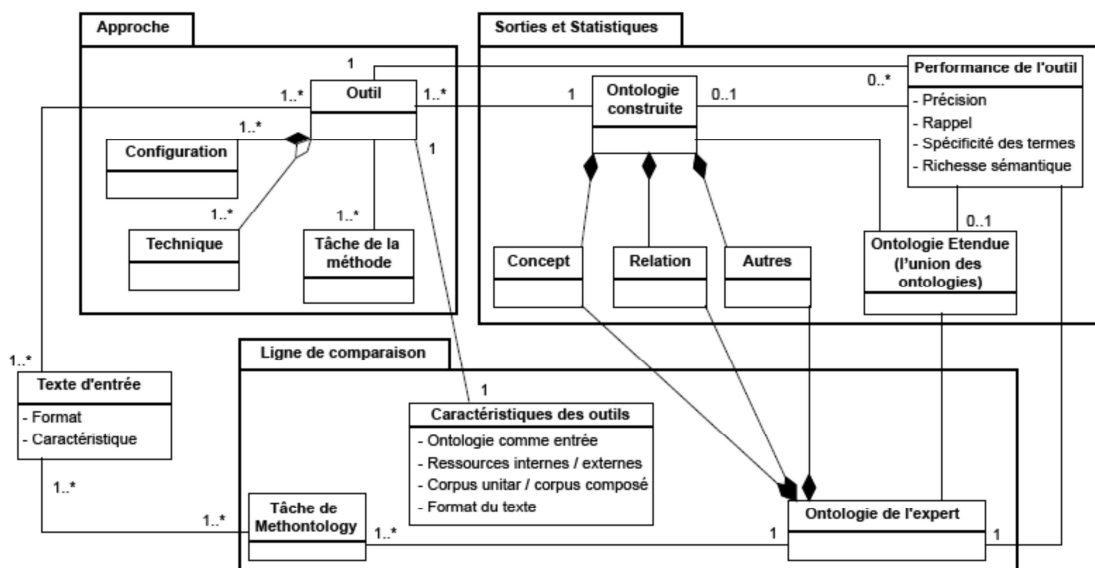 Approche
Sorties et Statistiques
1
1..*
Outil
1..*
1
Ontologie
construite
0..1
0..*
Performance de l'outil
- Précision
- Rappel
- Spécificité des termes
- Richesse sémantique
1..*
1
Configuration
1..*
Technique
1..*
Tâche de la
méthode
Concept
Relation
Autres
0..1
Ontologie Etendue
(l'union des
ontologies)
Ligne de comparaison
1..*
Texte d'entrée
- Format
- Caractéristique
1
Caractéristiques des outils
- Ontologie comme entrée
- Ressources internes / externes
- Corpus unitar / corpus composé
- Format du texte
1..*
1..*
Tâche de
Methontology
1..*
1
Ontologie de l'expert
1